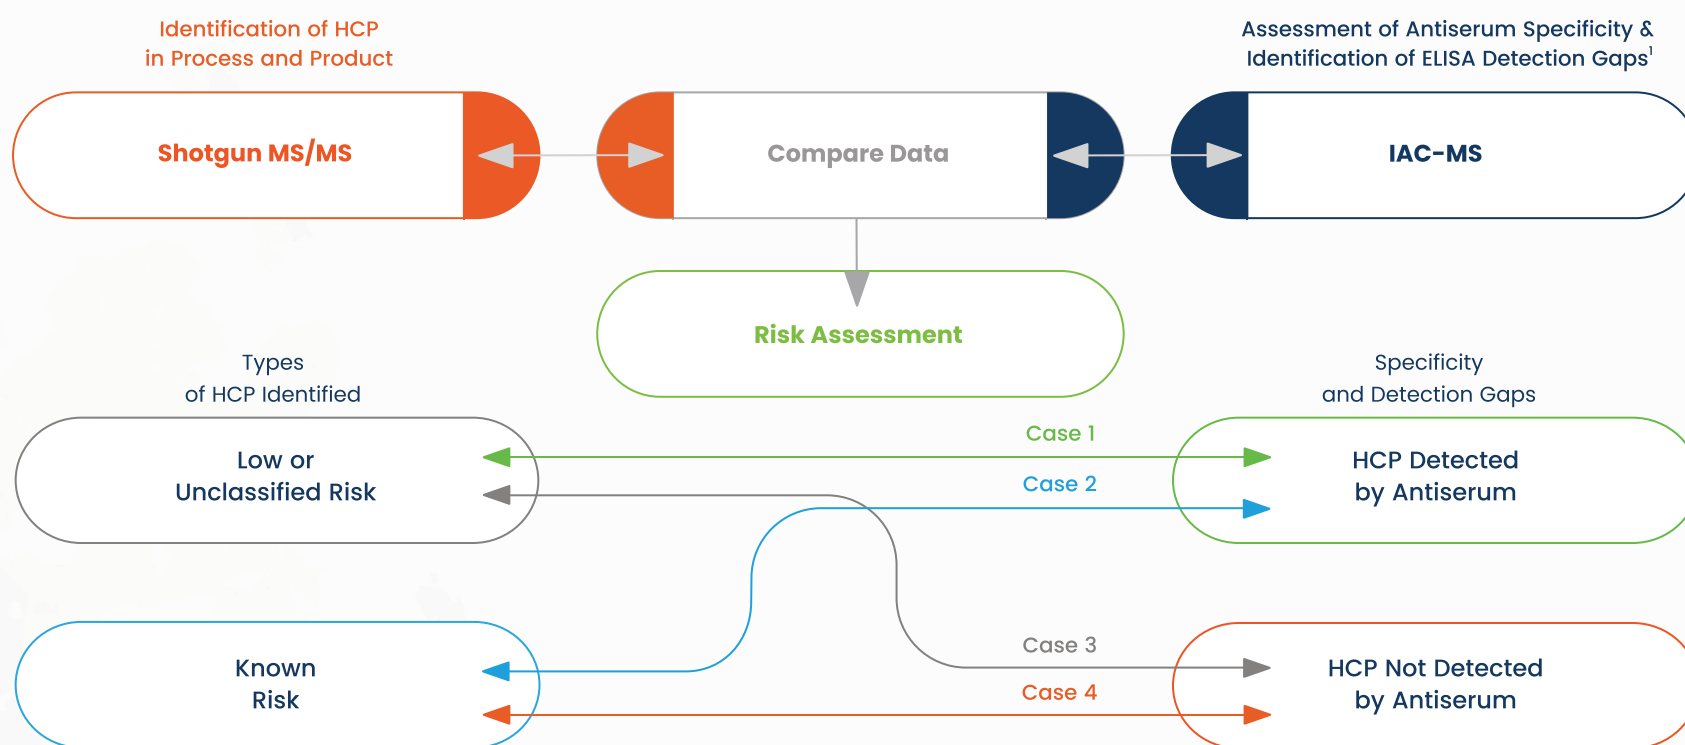 Identification of HCP
in Process and Product
Assessment of Antiserum Specificity &
Identification of ELISA Detection Gaps¹
Shotgun MS/MS
Compare Data
IAC-MS
Risk Assessment
Types
of HCP Identified
Specificity
and Detection Gaps
Low or
Unclassified Risk
Case 1
Case 2
HCP Detected
by Antiserum
Known
Risk
Case 3
Case 4
HCP Not Detected
by Antiserum